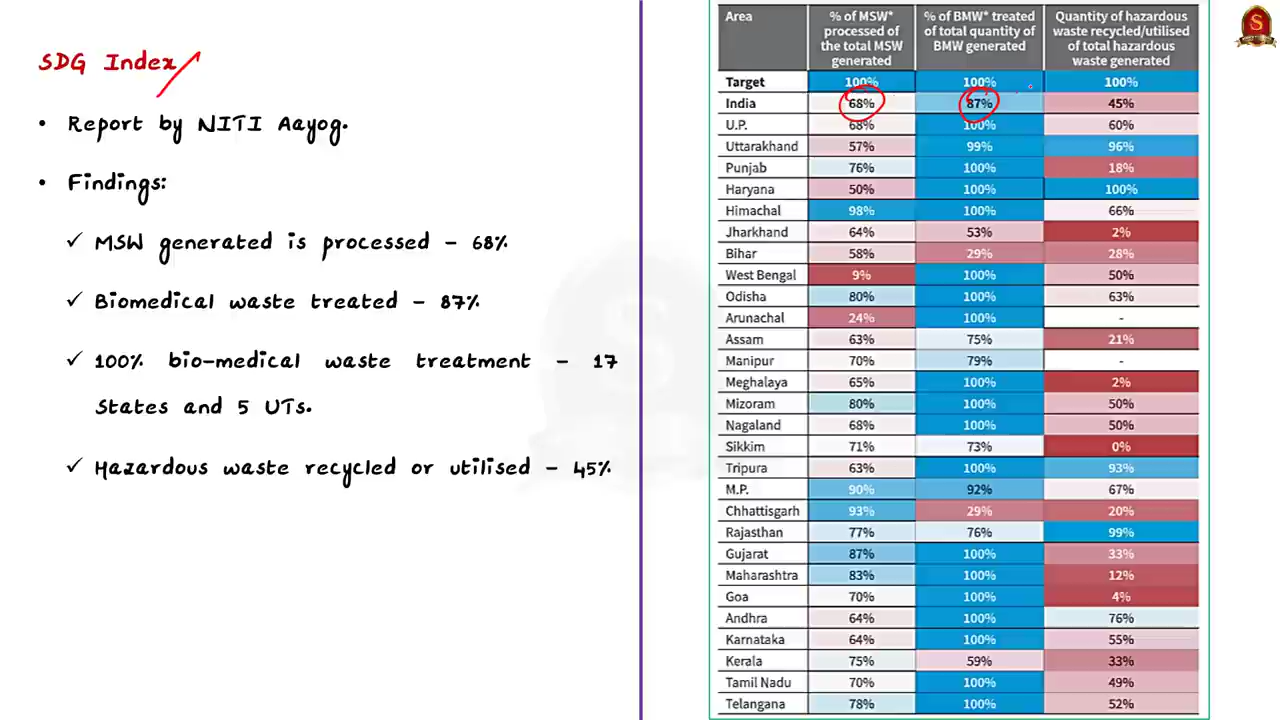 SDG Index
• Report by NITI Aayog.
• Findings:
✓ MSW generated is processed – 68%
✓ Biomedical waste treated – 87%
✓ 100% bio-medical waste treatment – 17
States and 5 UTs.
✓ Hazardous waste recycled or utilised – 45%
Area | % of MSW* processed of the total MSW generated | % of BMW* treated of total quantity of BMW generated | Quantity of hazardous waste recycled/utilised of total hazardous waste generated
Target 100% 100% 100%
India 68% 87% 45%
U.P. 68% 100% 60%
Uttarakhand 57% 99% 96%
Punjab 76% 100% 18%
Haryana 50% 100% 100%
Himachal 98% 100% 66%
Jharkhand 64% 53% 2%
Bihar 58% 29% 28%
West Bengal 9% 100% 50%
Odisha 80% 100% 63%
Arunachal 24% 100% -
Assam 63% 75% 21%
Manipur 70% 79% -
Meghalaya 65% 100% 2%
Mizoram 80% 100% 50%
Nagaland 68% 100% 50%
Sikkim 71% 73% 0%
Tripura 63% 100% 93%
M.P. 90% 92% 67%
Chhattisgarh 93% 29% 20%
Rajasthan 77% 76% 99%
Gujarat 87% 100% 33%
Maharashtra 83% 100% 12%
Goa 70% 100% 4%
Andhra 64% 100% 76%
Karnataka 64% 100% 55%
Kerala 75% 59% 33%
Tamil Nadu 70% 100% 49%
Telangana 78% 100% 52%
S